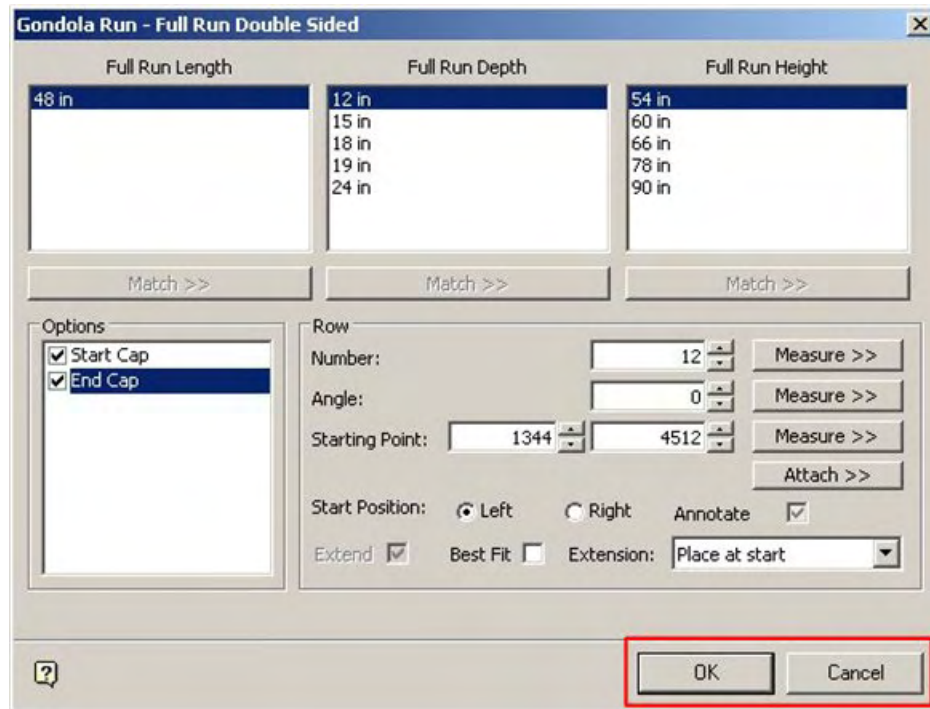 Gondola Run - Full Run Double Sided
Full Run Length Full Run Depth Full Run Height
48 in 12 in 54 in
15 in 60 in
18 in 66 in
19 in 78 in
24 in 90 in
Match >> Match >> Match >>
Options Row
Start Cap Number: 12 Measure >>
End Cap Angle: 0 Measure >>
Starting Point: 1344 4512 Measure >>
Attach >>
Start Position: Left Right Annotate
Extend Best Fit Extension: Place at start
? OK Cancel